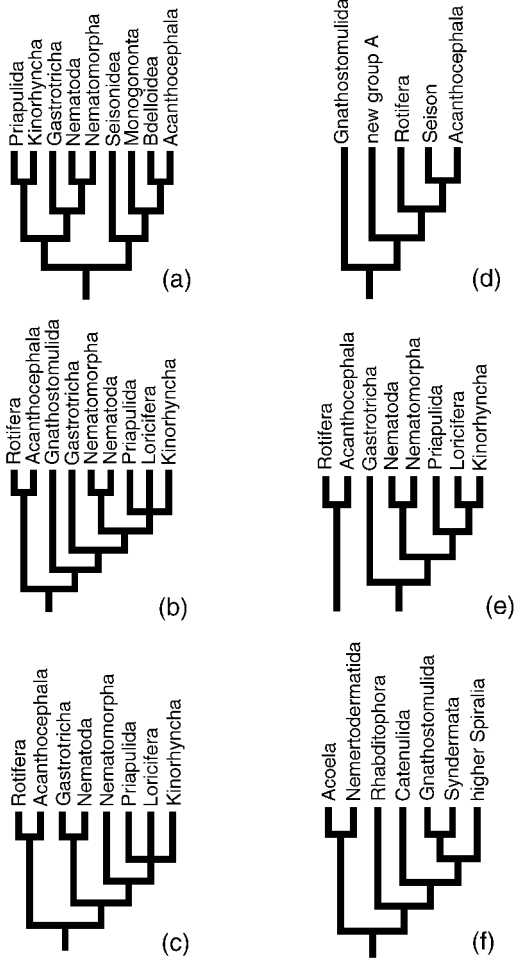 Priapulida
Kinorhyncha
Gastrotricha
Nematoda
Nematomorpha
Seisonidea
Monogononta
Bdelloidea
Acanthocephala
(a)
Gnathostomulida
new group A
Rotifera
Seison
Acanthocephala
(d)
Rotifera
Acanthocephala
Gnathostomulida
Gastrotricha
Nematomorpha
Nematoda
Priapulida
Loricifera
Kinorhyncha
(b)
Rotifera
Acanthocephala
Gastrotricha
Nematoda
Nematomorpha
Priapulida
Loricifera
Kinorhyncha
(e)
Rotifera
Acanthocephala
Gastrotricha
Nematoda
Nematomorpha
Priapulida
Loricifera
Kinorhyncha
(c)
Acoela
Nemertodermatida
Rhabditophora
Catenulida
Gnathostomulida
Syndermata
higher Spiralia
(f)